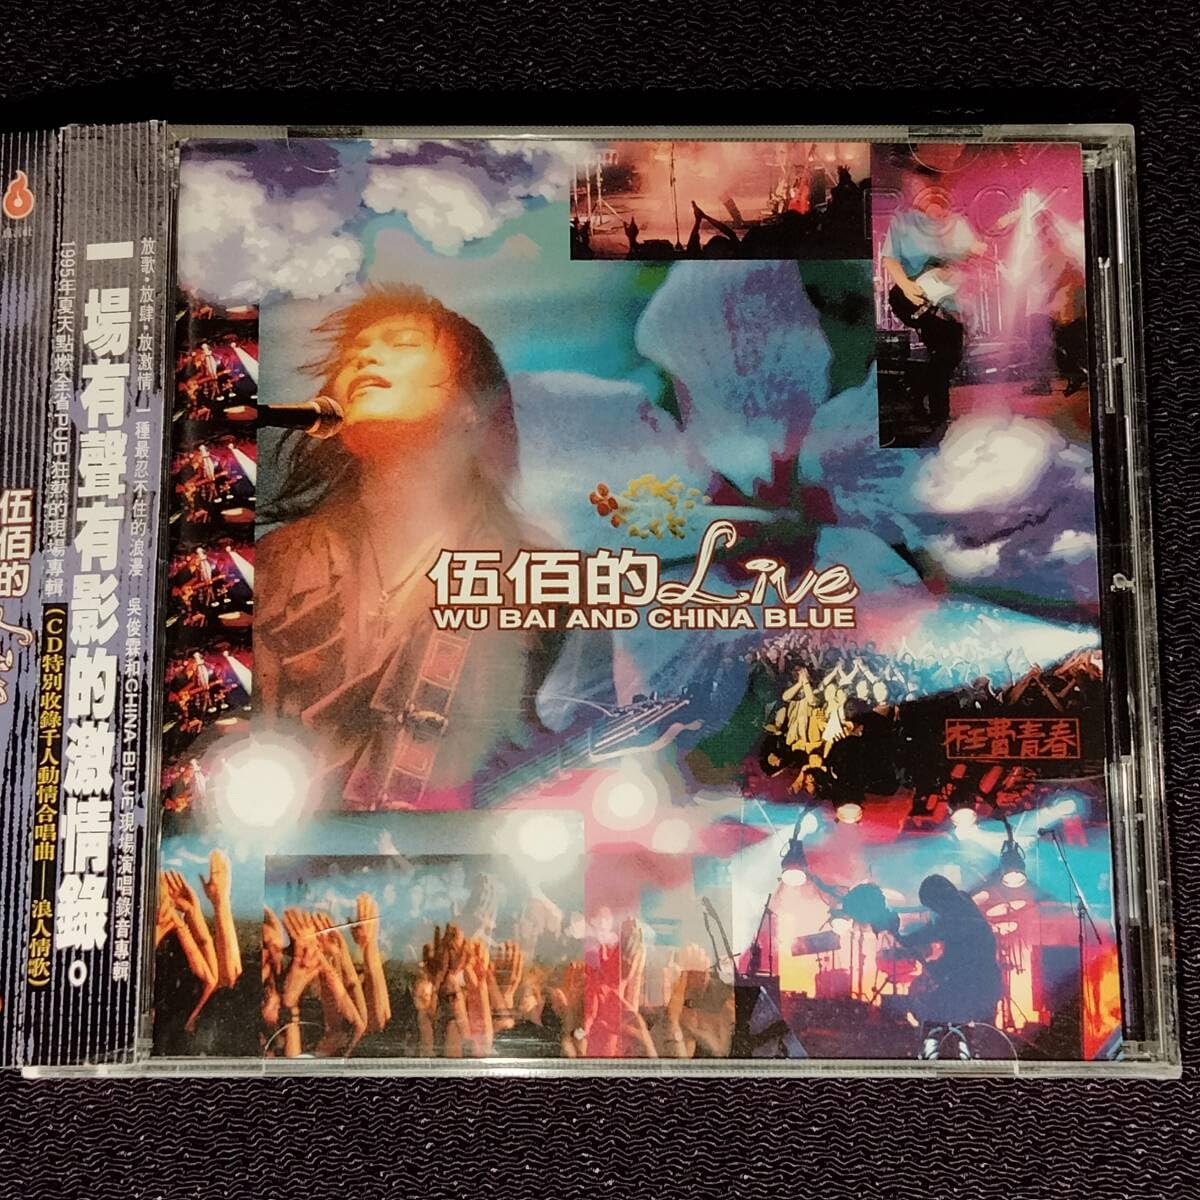 放歌・放肆・放激情 一種最忍不住的浪漫 吳俊霖和CHINA BLUE現場演唱錄音專輯
一場有聲有影的激情錄。
1995年夏天點燃全省PUB狂熱的現場專輯(CD特別收錄千人動情合唱曲——浪人情歌)
伍佰的
ROCK
伍佰的Live
WU BAI AND CHINA BLUE
枉費青春